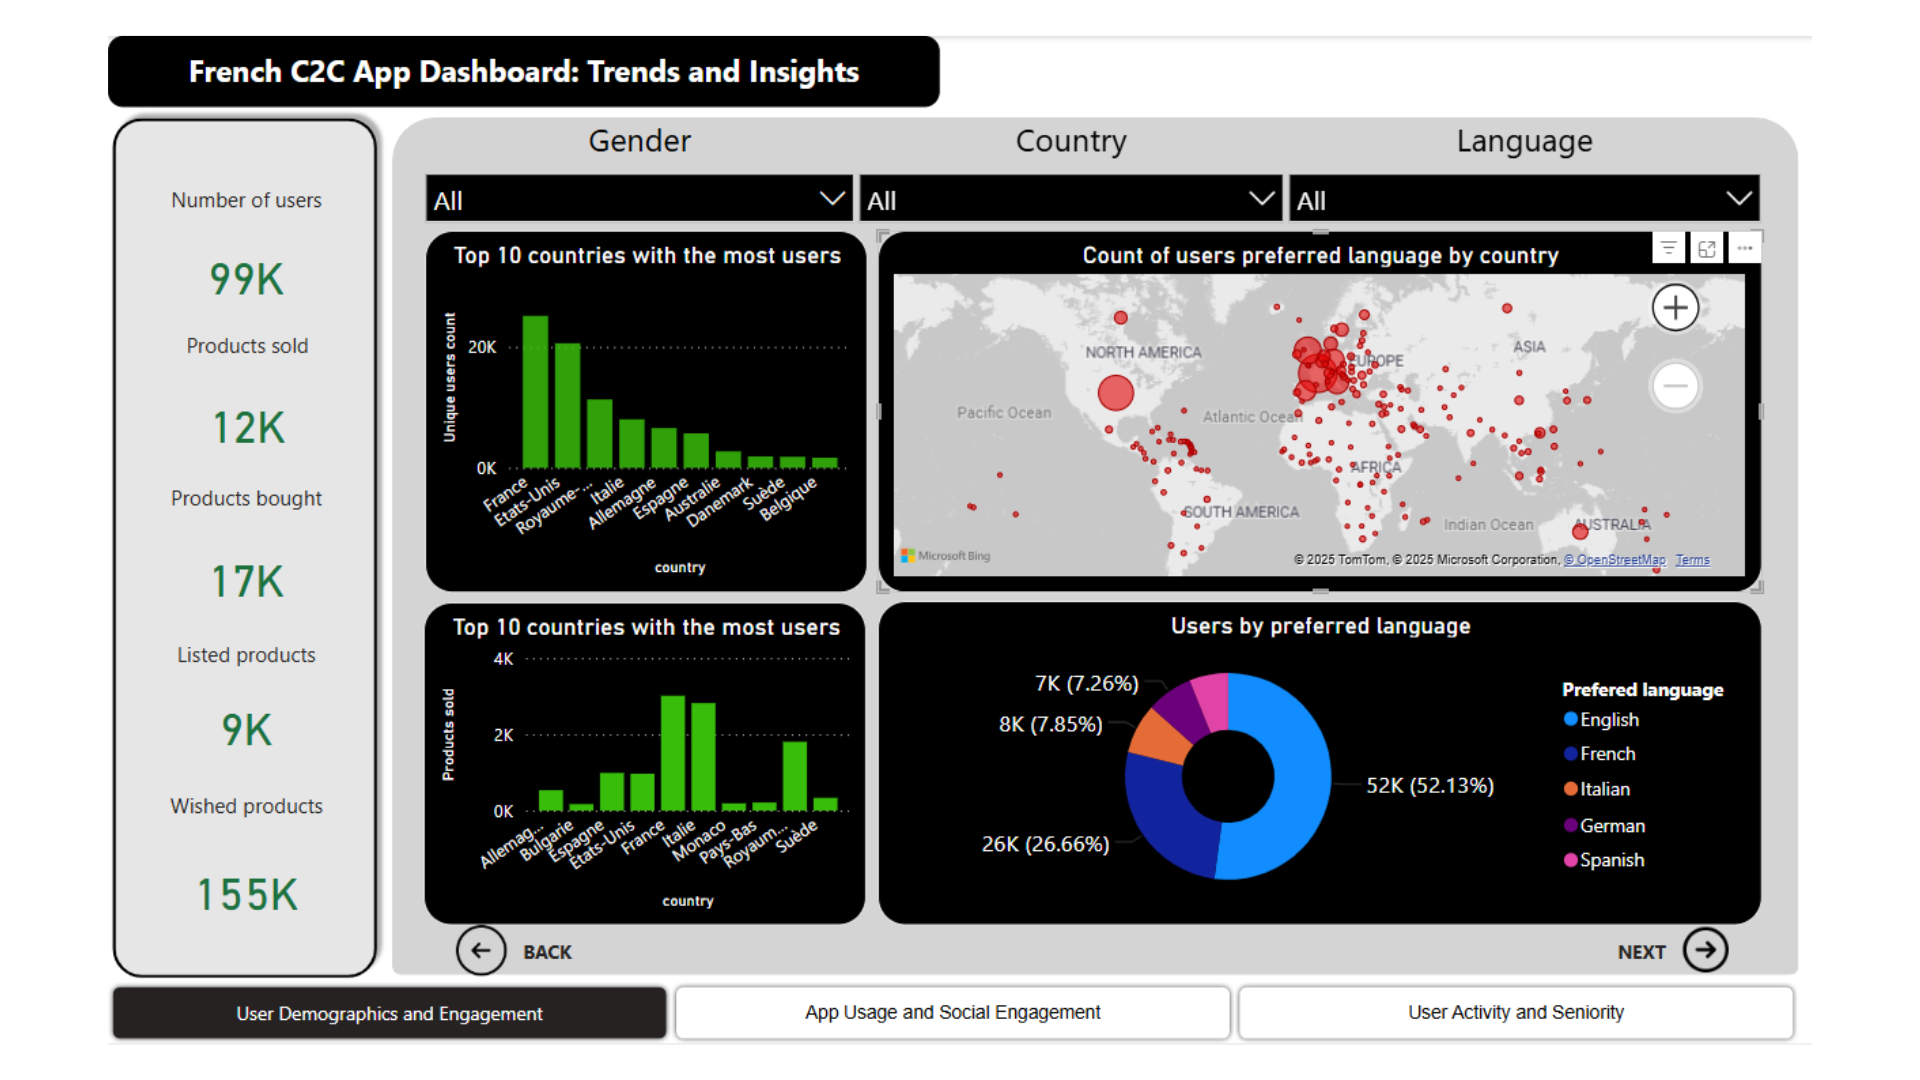 French C2C App Dashboard: Trends and Insights
Number of users
99K
Products sold
12K
Products bought
17K
Listed products
9K
Wished products
155K
Gender
Country
Language
All
All
All
Top 10 countries with the most users
Unique users count
20K
0K
France
Etats-Unis
Royaume-...
Italie
Allemagne
Espagne
Australie
Danemark
Suède
Belgique
country
Count of users preferred language by country
NORTH AMERICA
EUROPE
ASIA
Pacific Ocean
Atlantic Ocean
AFRICA
SOUTH AMERICA
Indian Ocean
AUSTRALIA
Microsoft Bing
© 2025 TomTom, © 2025 Microsoft Corporation, © OpenStreetMap Terms
Top 10 countries with the most users
Products sold
4K
2K
0K
Allemag...
Bulgarie
Espagne
Etats-Unis
France
Italie
Monaco
Pays-Bas
Royaum...
Suède
country
Users by preferred language
7K (7.26%)
8K (7.85%)
26K (26.66%)
52K (52.13%)
Prefered language
English
French
Italian
German
Spanish
BACK
NEXT
User Demographics and Engagement
App Usage and Social Engagement
User Activity and Seniority